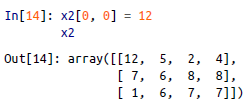 In[14]: x2[0, 0] = 12
x2
Out[14]: array([[12, 5, 2, 4],
[ 7, 6, 8, 8],
[ 1, 6, 7, 7]])